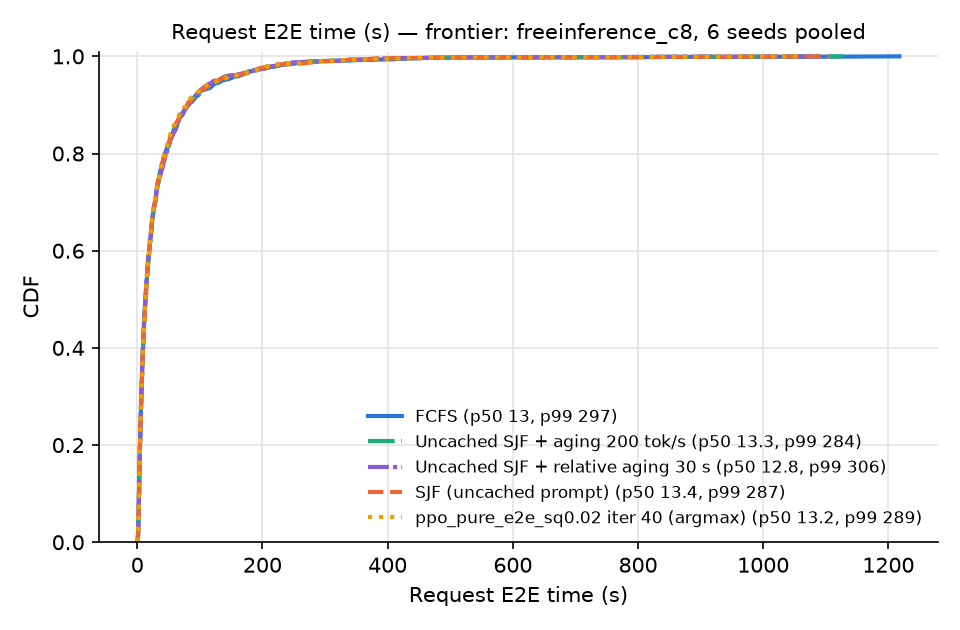 Request E2E time (s) — frontier: freeinference_c8, 6 seeds pooled
1.0
0.8
0.6
0.4
0.2
0.0
CDF
FCFS (p50 13, p99 297)
Uncached SJF + aging 200 tok/s (p50 13.3, p99 284)
Uncached SJF + relative aging 30 s (p50 12.8, p99 306)
SJF (uncached prompt) (p50 13.4, p99 287)
ppo_pure_e2e_sq0.02 iter 40 (argmax) (p50 13.2, p99 289)
0 200 400 600 800 1000 1200
Request E2E time (s)